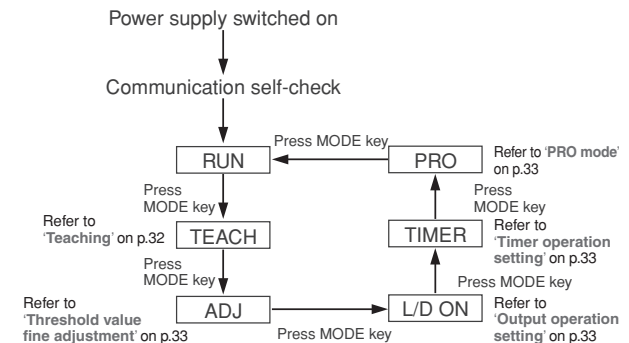 Power supply switched on
Communication self-check
Press MODE key
RUN
PRO
Refer to 'PRO mode'
on p.33
Press
MODE key
Press
MODE key
Refer to
'Teaching' on p.32
TEACH
TIMER
Refer to
'Timer operation
setting' on p.33
Press
MODE key
Press MODE key
Refer to
'Threshold value
fine adjustment' on p.33
ADJ
Press MODE key
L/D ON
Refer to
'Output operation
setting' on p.33